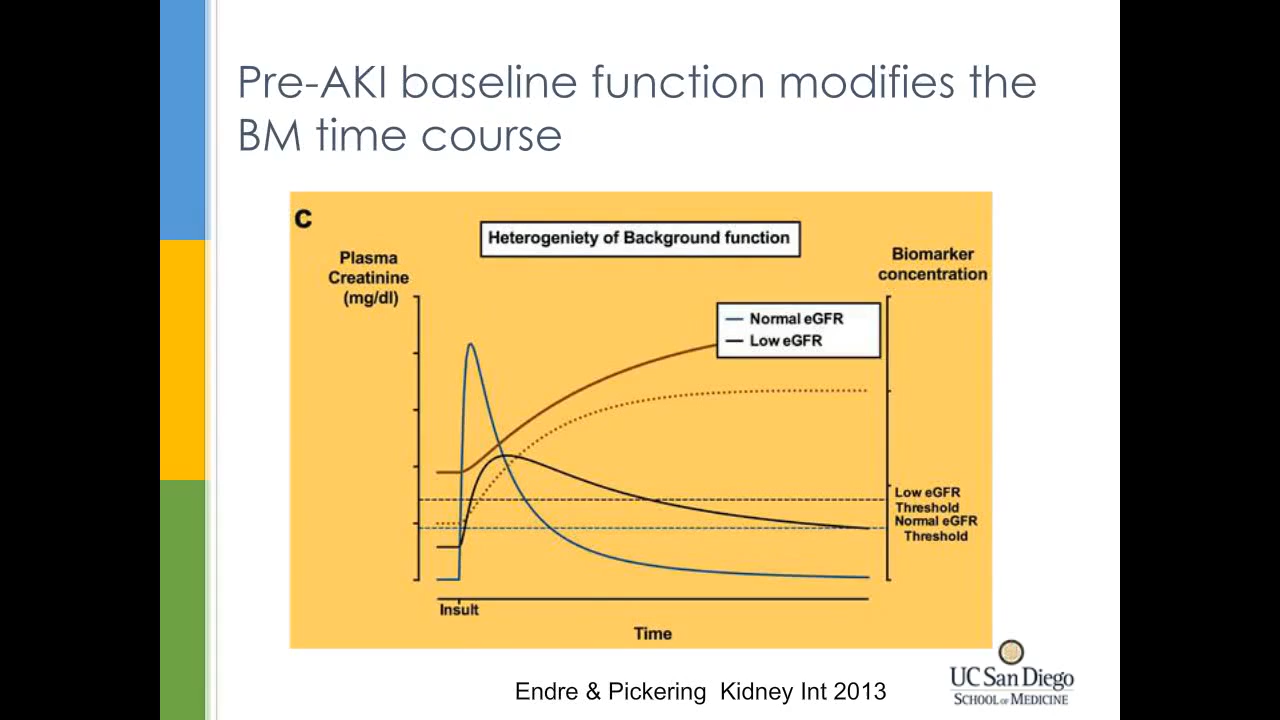 Pre-AKI baseline function modifies the
BM time course
C
Heterogeniety of Background function
Plasma
Creatinine
(mg/dl)
Biomarker
concentration
Normal eGFR
Low eGFR
Low eGFR
Threshold
Normal eGFR
Threshold
Insult
Time
Endre & Pickering Kidney Int 2013
UC San Diego
SCHOOL OF MEDICINE